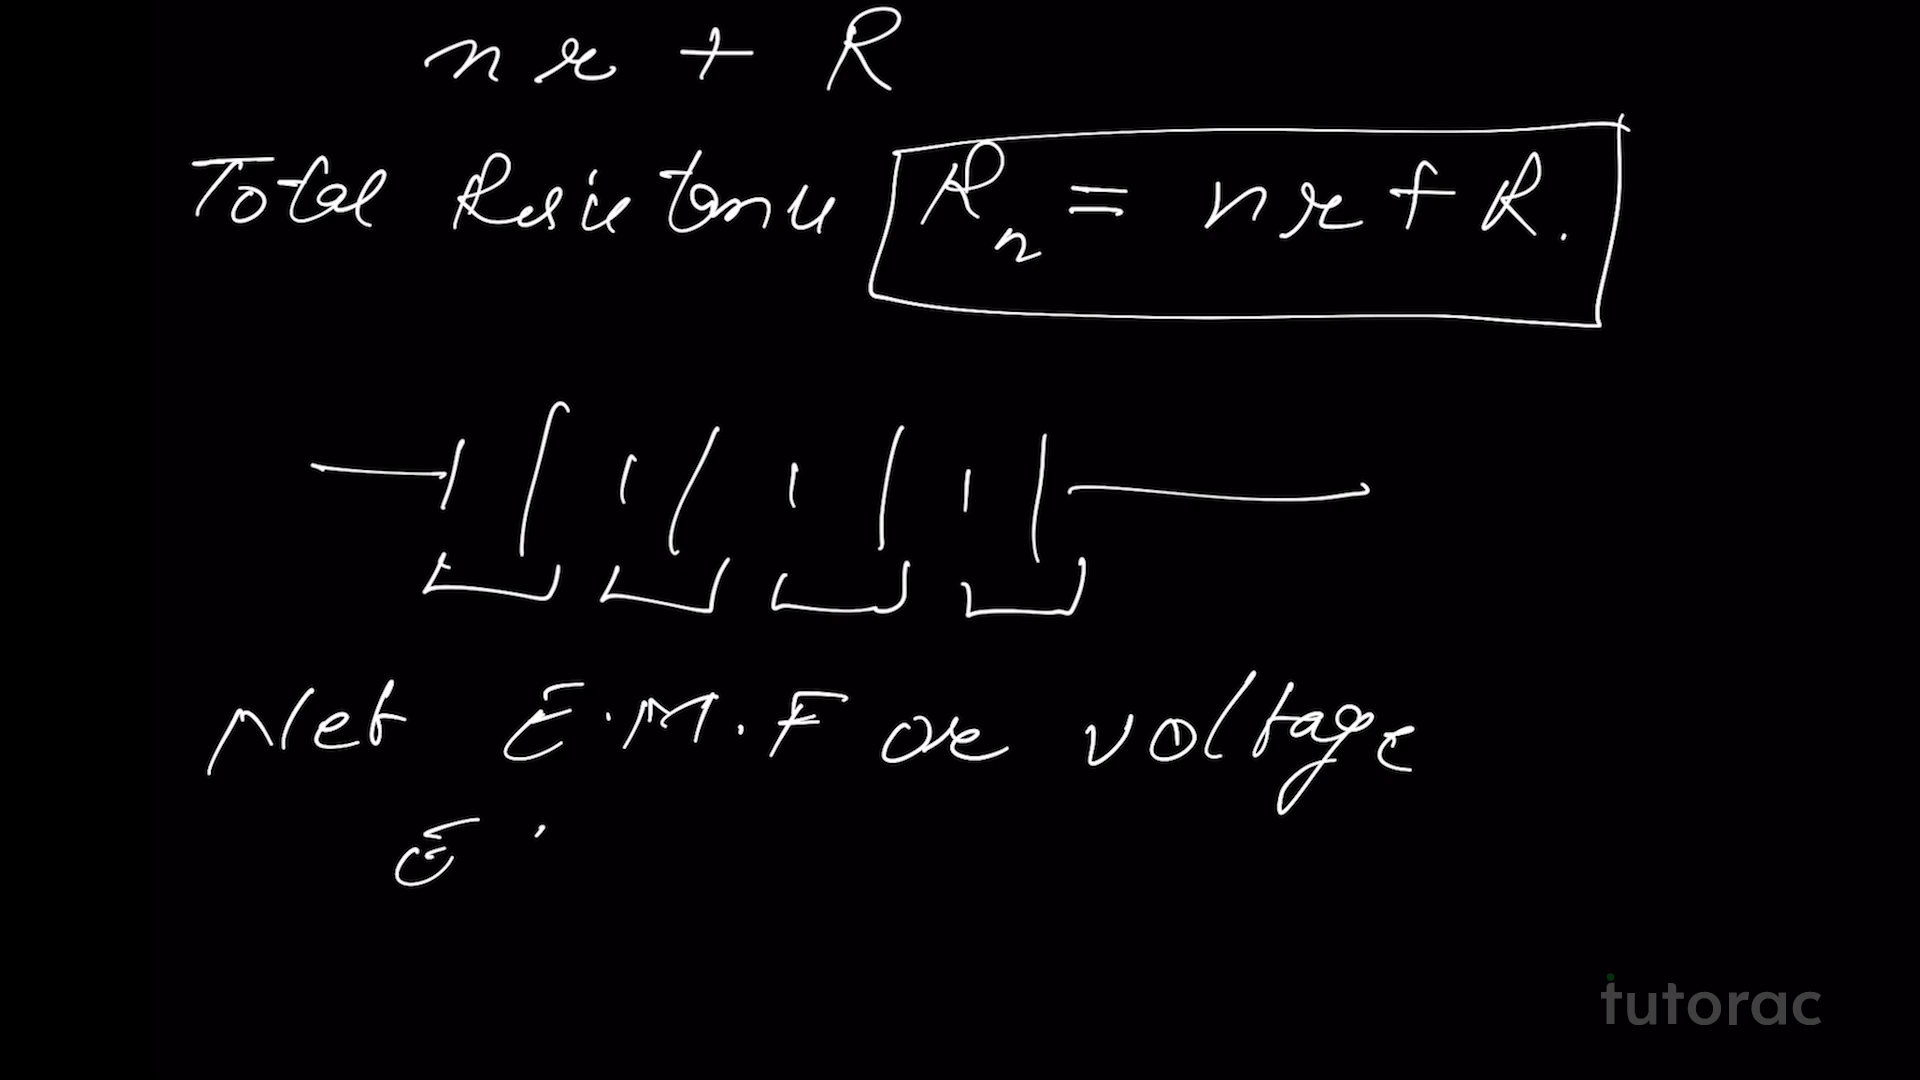 nr + R
Total Resistance Rn = nr + R.
Net E.M.F or voltage
E
tutorac